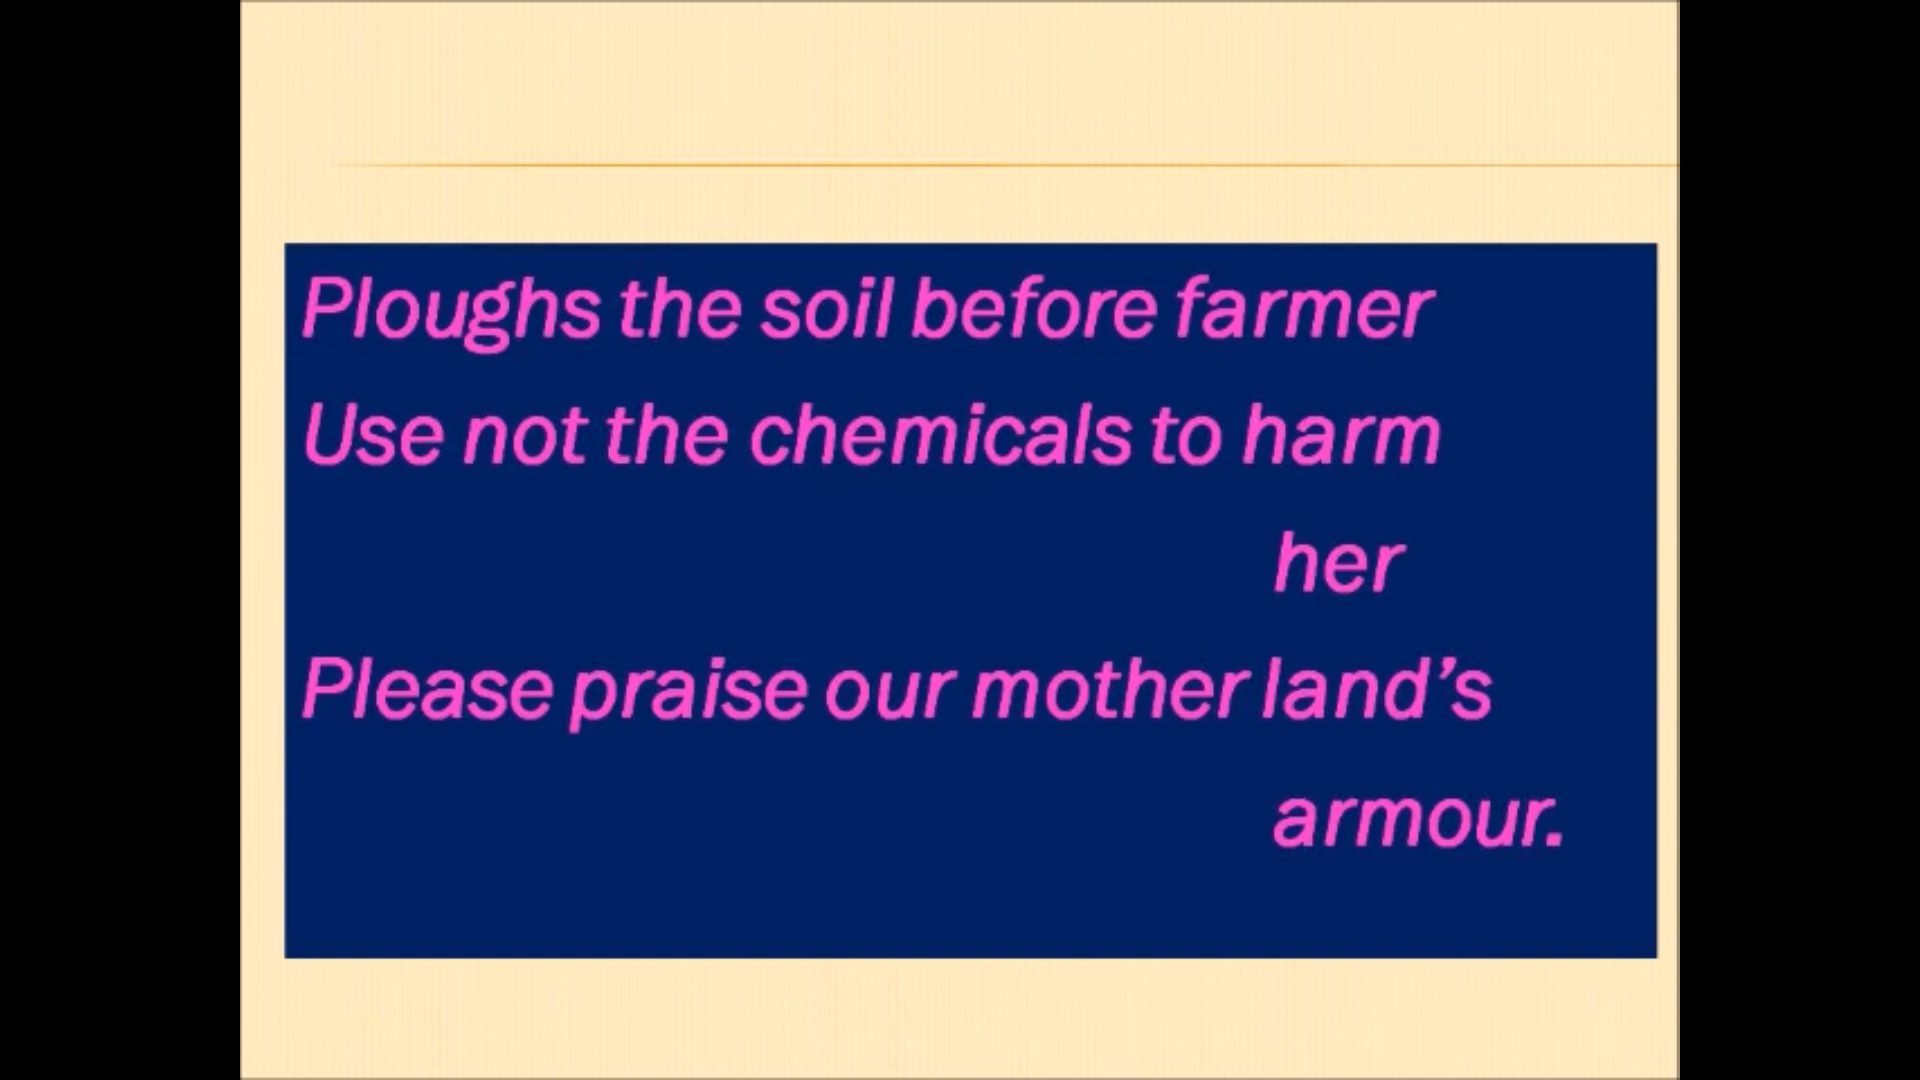 Ploughs the soil before farmer
Use not the chemicals to harm
her
Please praise our mother land’s
armour.